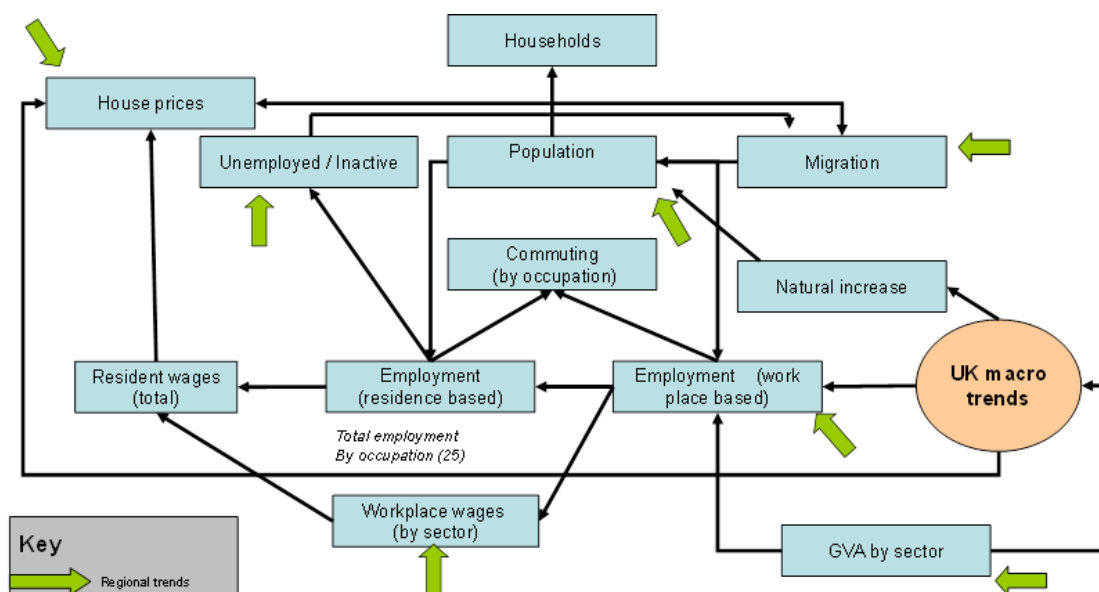 Households
House prices
Unemployed / Inactive
Population
Migration
Commuting
(by occupation)
Natural increase
Resident wages
(total)
Employment
(residence based)
Employment (work
place based)
UK macro
trends
Total employment
By occupation (25)
Workplace wages
(by sector)
GVA by sector
Key
Regional trends